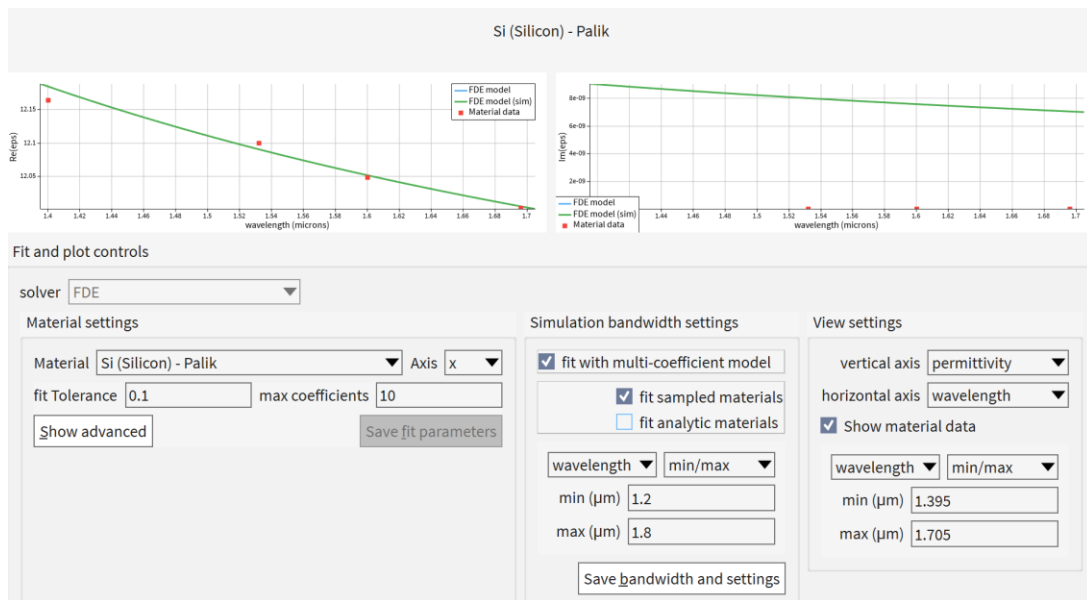 Si (Silicon) - Palik
Re(eps)
12.15
12.1
12.05
1.4 1.42 1.44 1.46 1.48 1.5 1.52 1.54 1.56 1.58 1.6 1.62 1.64 1.66 1.68 1.7
wavelength (microns)
FDE model
FDE model (sim)
Material data
Im(eps)
8e-09
6e-09
4e-09
2e-09
1.44 1.46 1.48 1.5 1.52 1.54 1.56 1.58 1.6 1.62 1.64 1.66 1.68 1.7
wavelength (microns)
FDE model
FDE model (sim)
Material data
Fit and plot controls
solver FDE
Material settings
Material Si (Silicon) - Palik Axis x
fit Tolerance 0.1 max coefficients 10
Show advanced Save fit parameters
Simulation bandwidth settings
fit with multi-coefficient model
fit sampled materials
fit analytic materials
wavelength min/max
min (μm) 1.2
max (μm) 1.8
Save bandwidth and settings
View settings
vertical axis permittivity
horizontal axis wavelength
Show material data
wavelength min/max
min (μm) 1.395
max (μm) 1.705